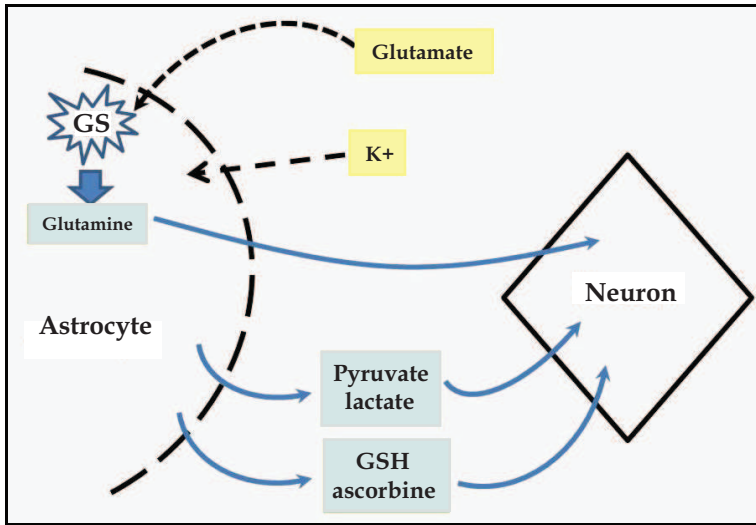 Glutamate
GS
K+
Glutamine
Neuron
Astrocyte
Pyruvate
lactate
GSH
ascorbine